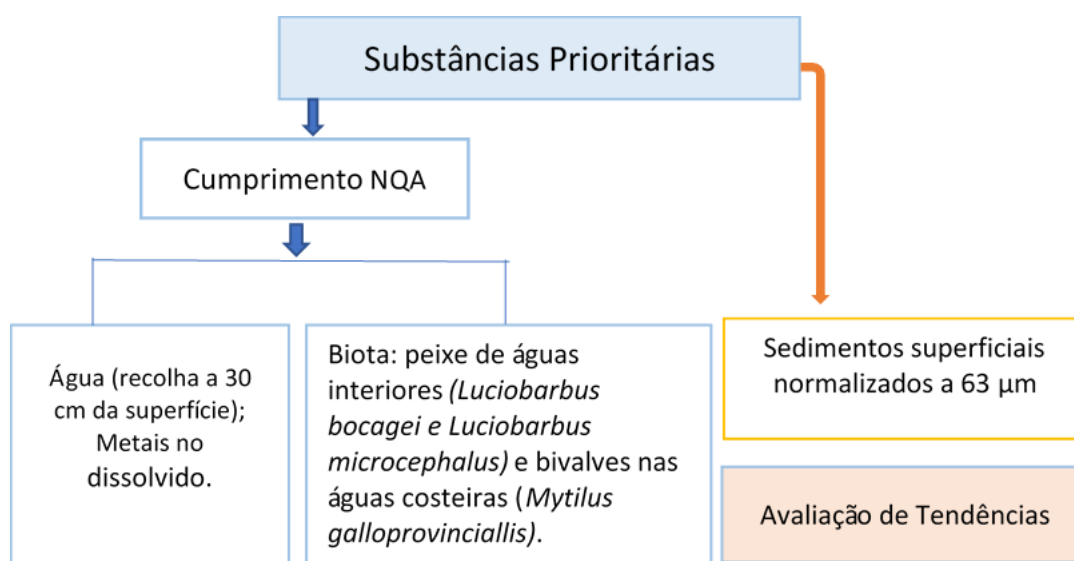 Substâncias Prioritárias
Cumprimento NQA
Água (recolha a 30
cm da superfície);
Metais no
dissolvido.
Biota: peixe de águas
interiores (Luciobarbus
bocagei e Luciobarbus
microcephalus) e bivalves nas
águas costeiras (Mytilus
galloprovinciallis).
Sedimentos superficiais
normalizados a 63 µm
Avaliação de Tendências